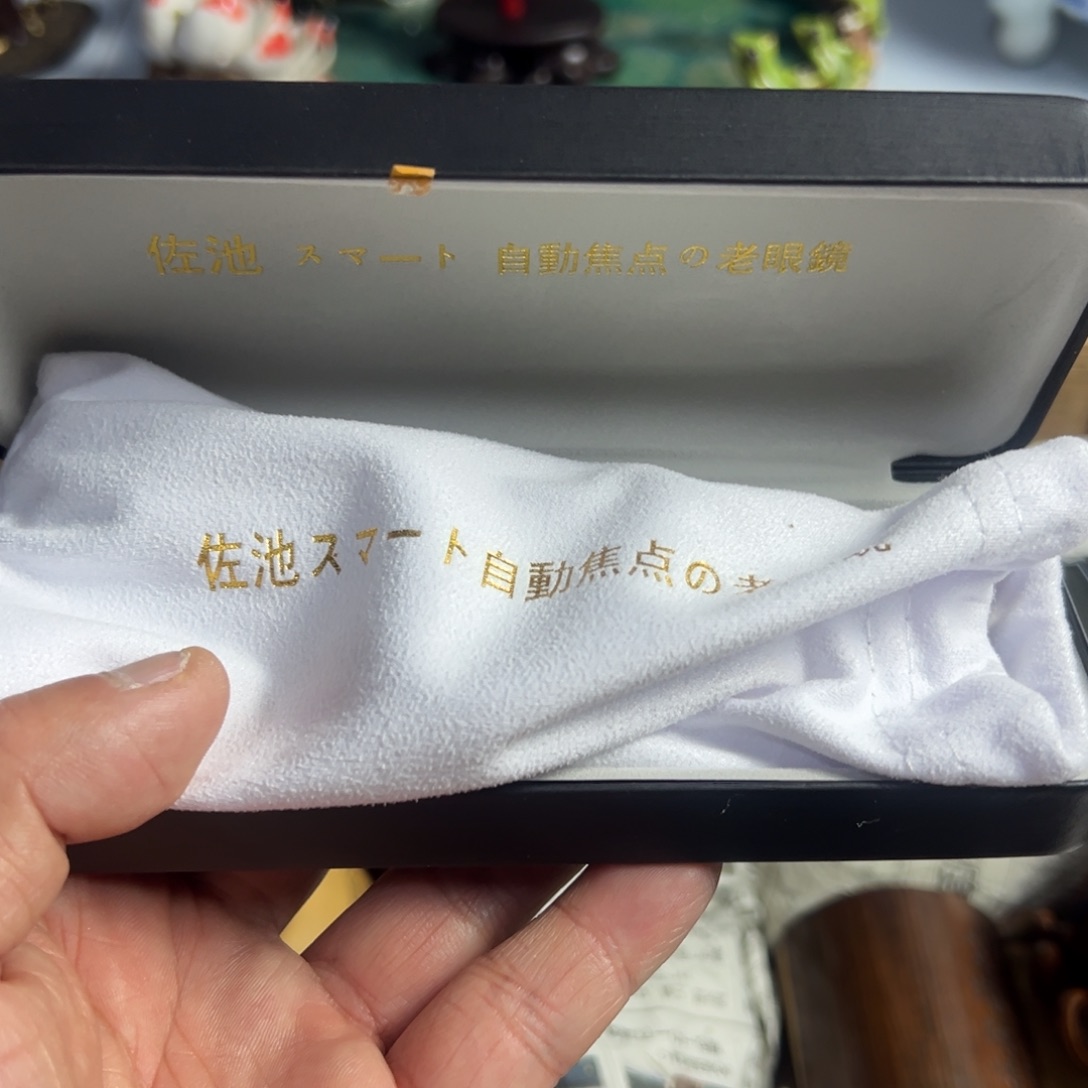 佐池 スマート 自動焦点の老眼鏡
佐池スマート自動焦点の老